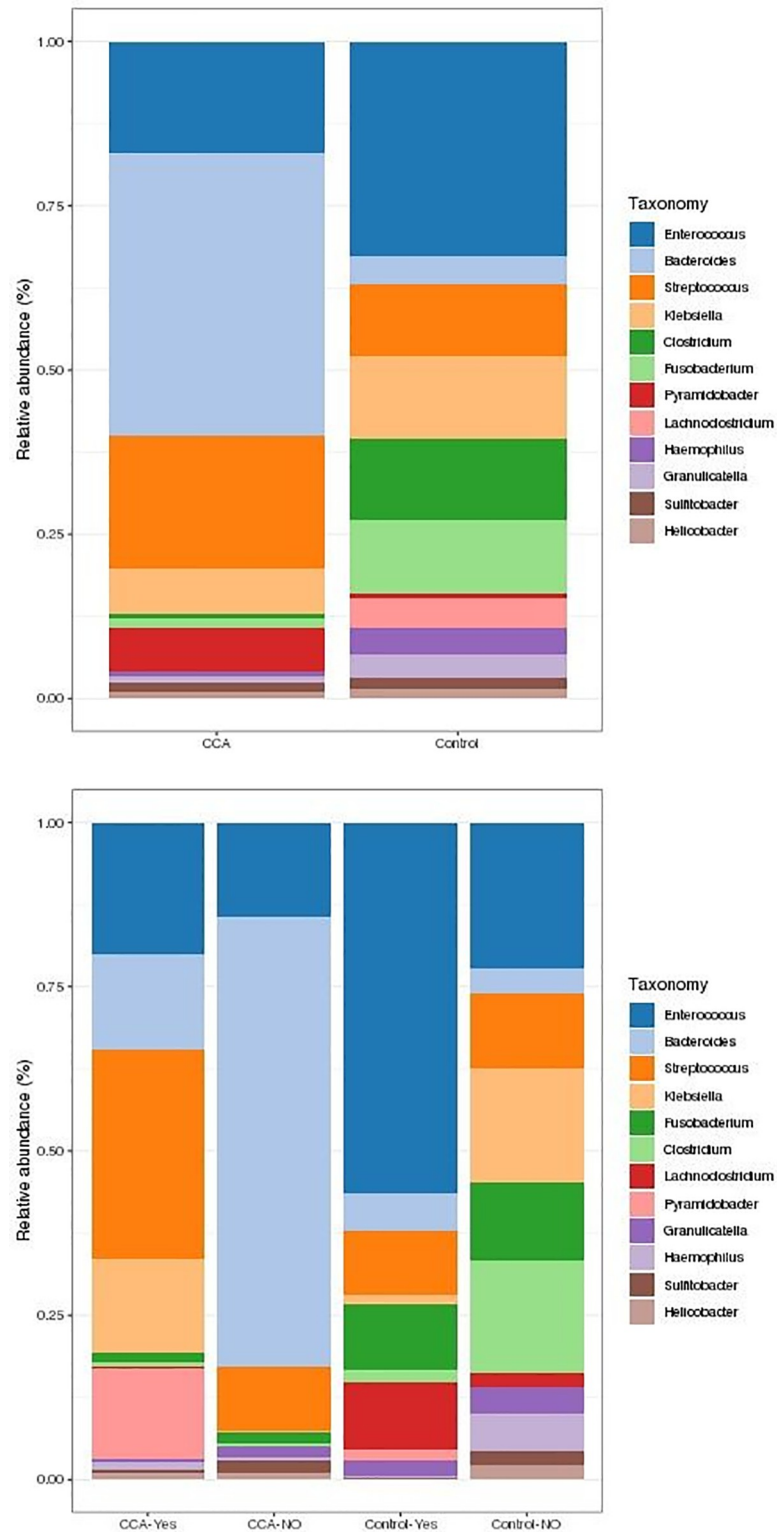 1.00
0.75
0.50
0.25
0.00
Relative abundance (%)
CCA
Control
Taxonomy
Enterococcus
Bacteroides
Streptococcus
Klebsiella
Clostridium
Fusobacterium
Pyramidobacter
Lachnoclostridium
Haemophilus
Granulicatella
Sulfitobacter
Helicobacter
1.00
0.75
0.50
0.25
0.00
Relative abundance (%)
CCA-Yes
CCA-NO
Control-Yes
Control-NO
Taxonomy
Enterococcus
Bacteroides
Streptococcus
Klebsiella
Fusobacterium
Clostridium
Lachnoclostridium
Pyramidobacter
Granulicatella
Haemophilus
Sulfitobacter
Helicobacter